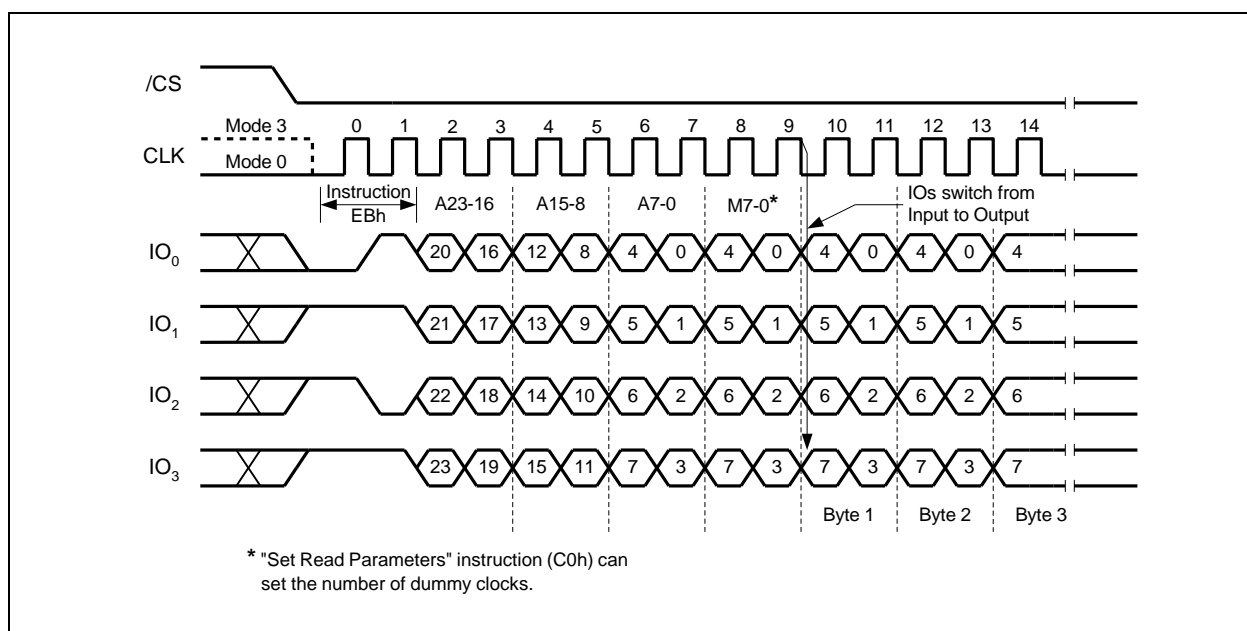 /CS
Mode 3 0 1 2 3 4 5 6 7 8 9 10 11 12 13 14
CLK
Mode 0
Instruction
EBh
A23-16 A15-8 A7-0 M7-0*
IOs switch from
Input to Output
IO0 20 16 12 8 4 0 4 0 4 0 4 0 4
IO1 21 17 13 9 5 1 5 1 5 1 5 1 5
IO2 22 18 14 10 6 2 6 2 6 2 6 2 6
IO3 23 19 15 11 7 3 7 3 7 3 7 3 7
Byte 1 Byte 2 Byte 3
* "Set Read Parameters" instruction (C0h) can
set the number of dummy clocks.